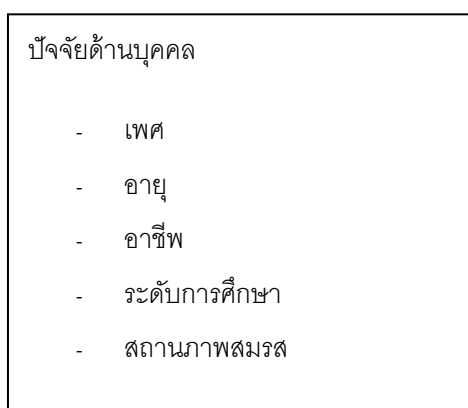 ปัจจัยด้านบุคคล
- เพศ
- อายุ
- อาชีพ
- ระดับการศึกษา
- สถานภาพสมรส